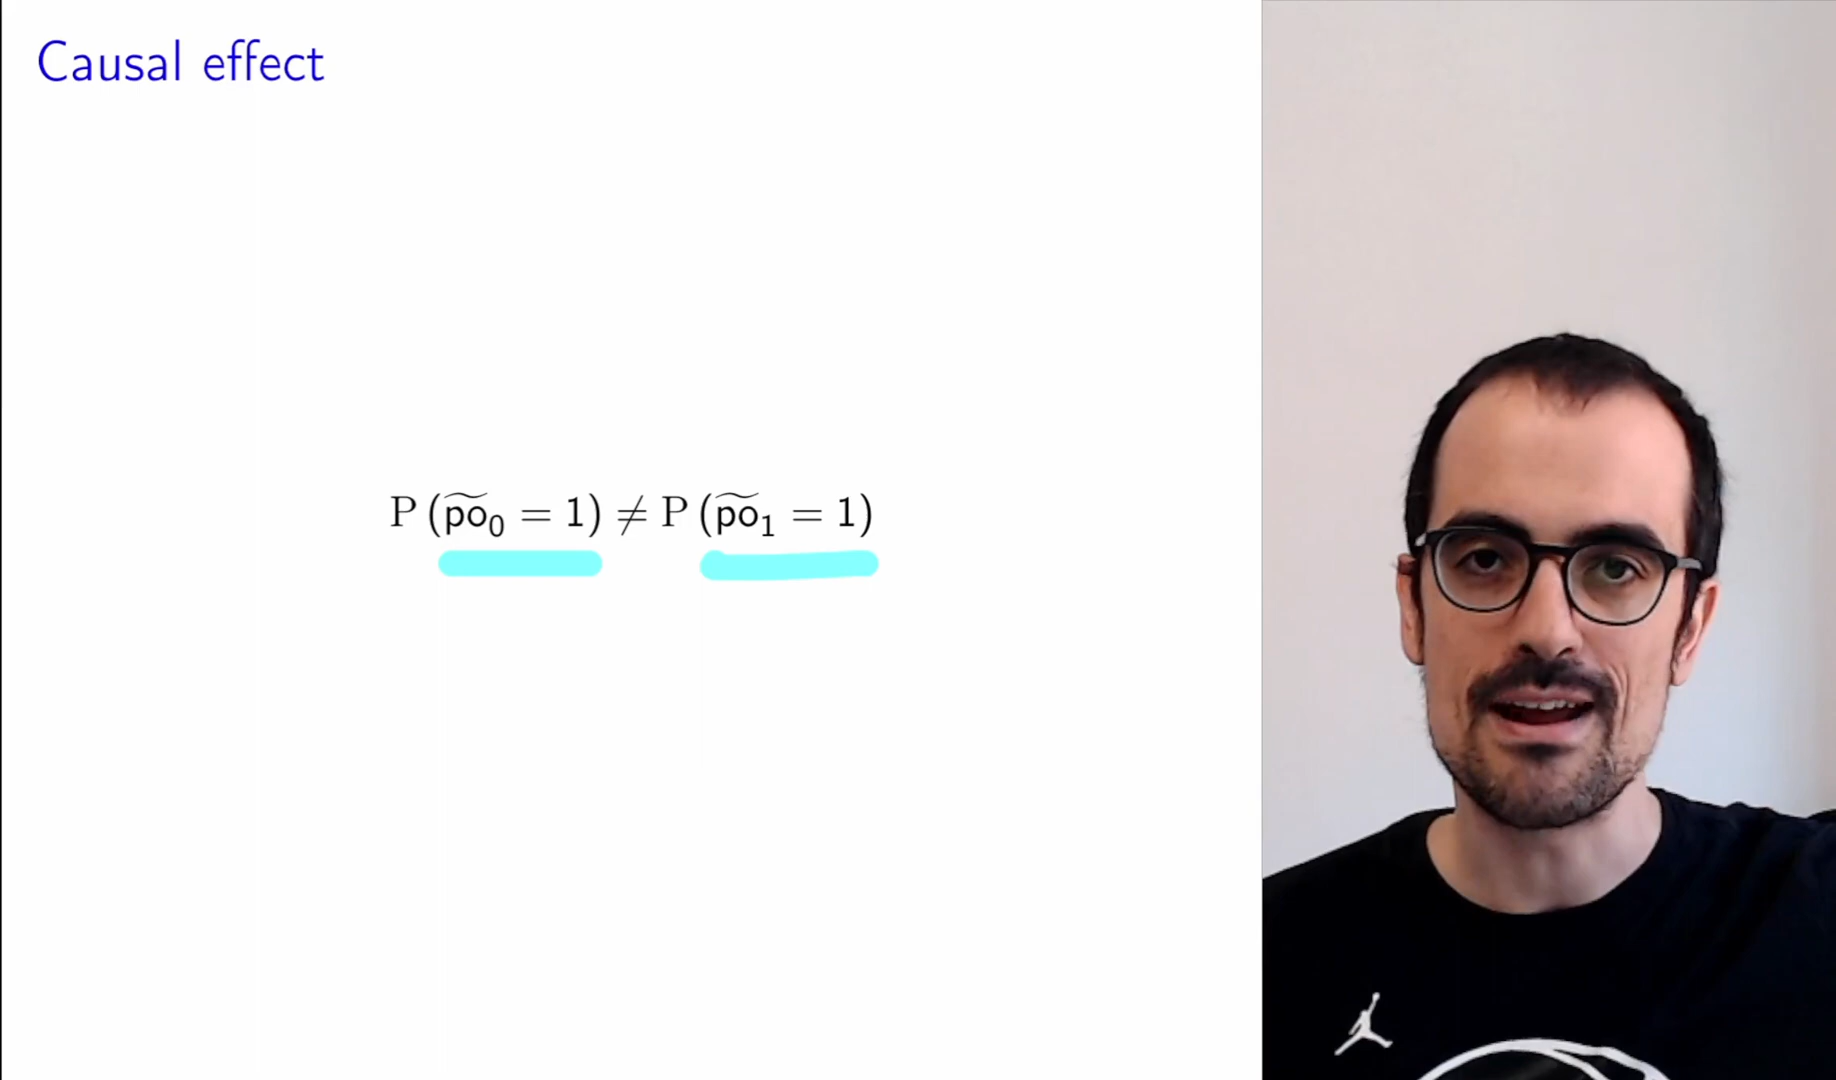 Causal effect
P (p͠o₀ = 1) ≠ P (p͠o₁ = 1)